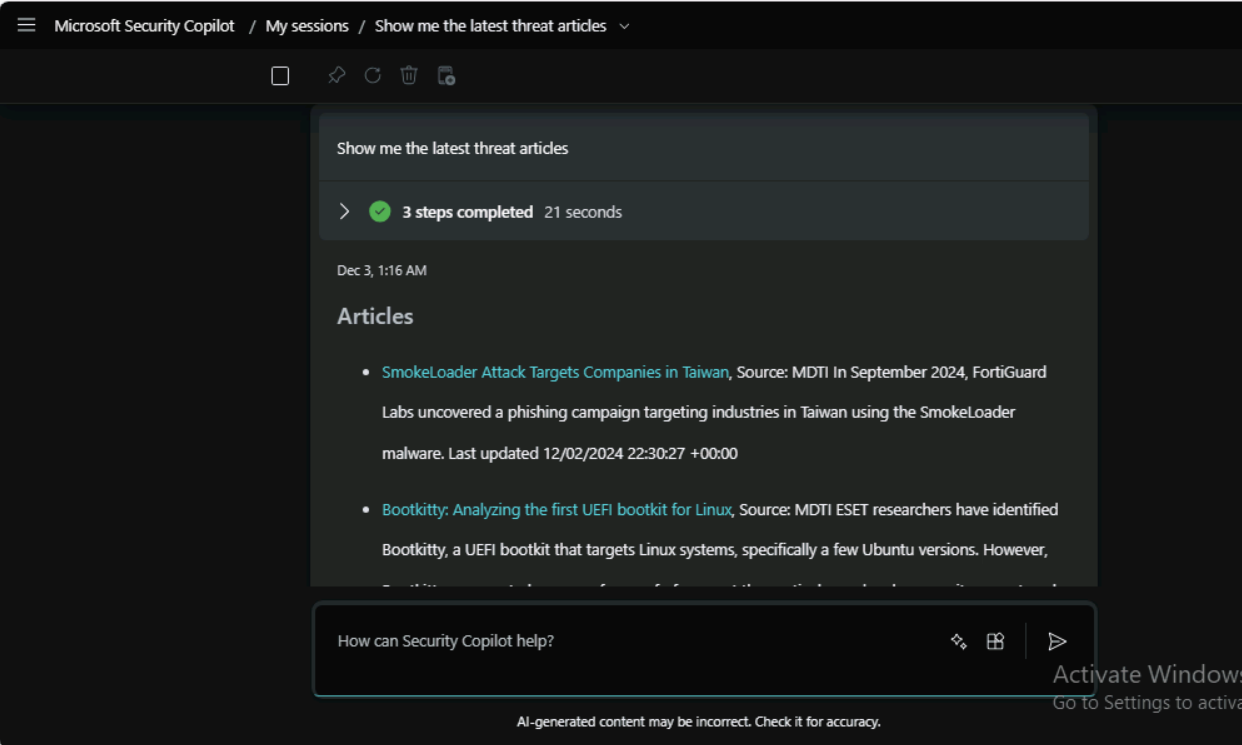 Microsoft Security Copilot / My sessions / Show me the latest threat articles
Show me the latest threat articles
3 steps completed 21 seconds
Dec 3, 1:16 AM
Articles
• SmokeLoader Attack Targets Companies in Taiwan, Source: MDTI In September 2024, FortiGuard
Labs uncovered a phishing campaign targeting industries in Taiwan using the SmokeLoader
malware. Last updated 12/02/2024 22:30:27 +00:00
• Bootkitty: Analyzing the first UEFI bootkit for Linux, Source: MDTI ESET researchers have identified
Bootkitty, a UEFI bootkit that targets Linux systems, specifically a few Ubuntu versions. However,
How can Security Copilot help?
Activate Windows
Go to Settings to activa
AI-generated content may be incorrect. Check it for accuracy.